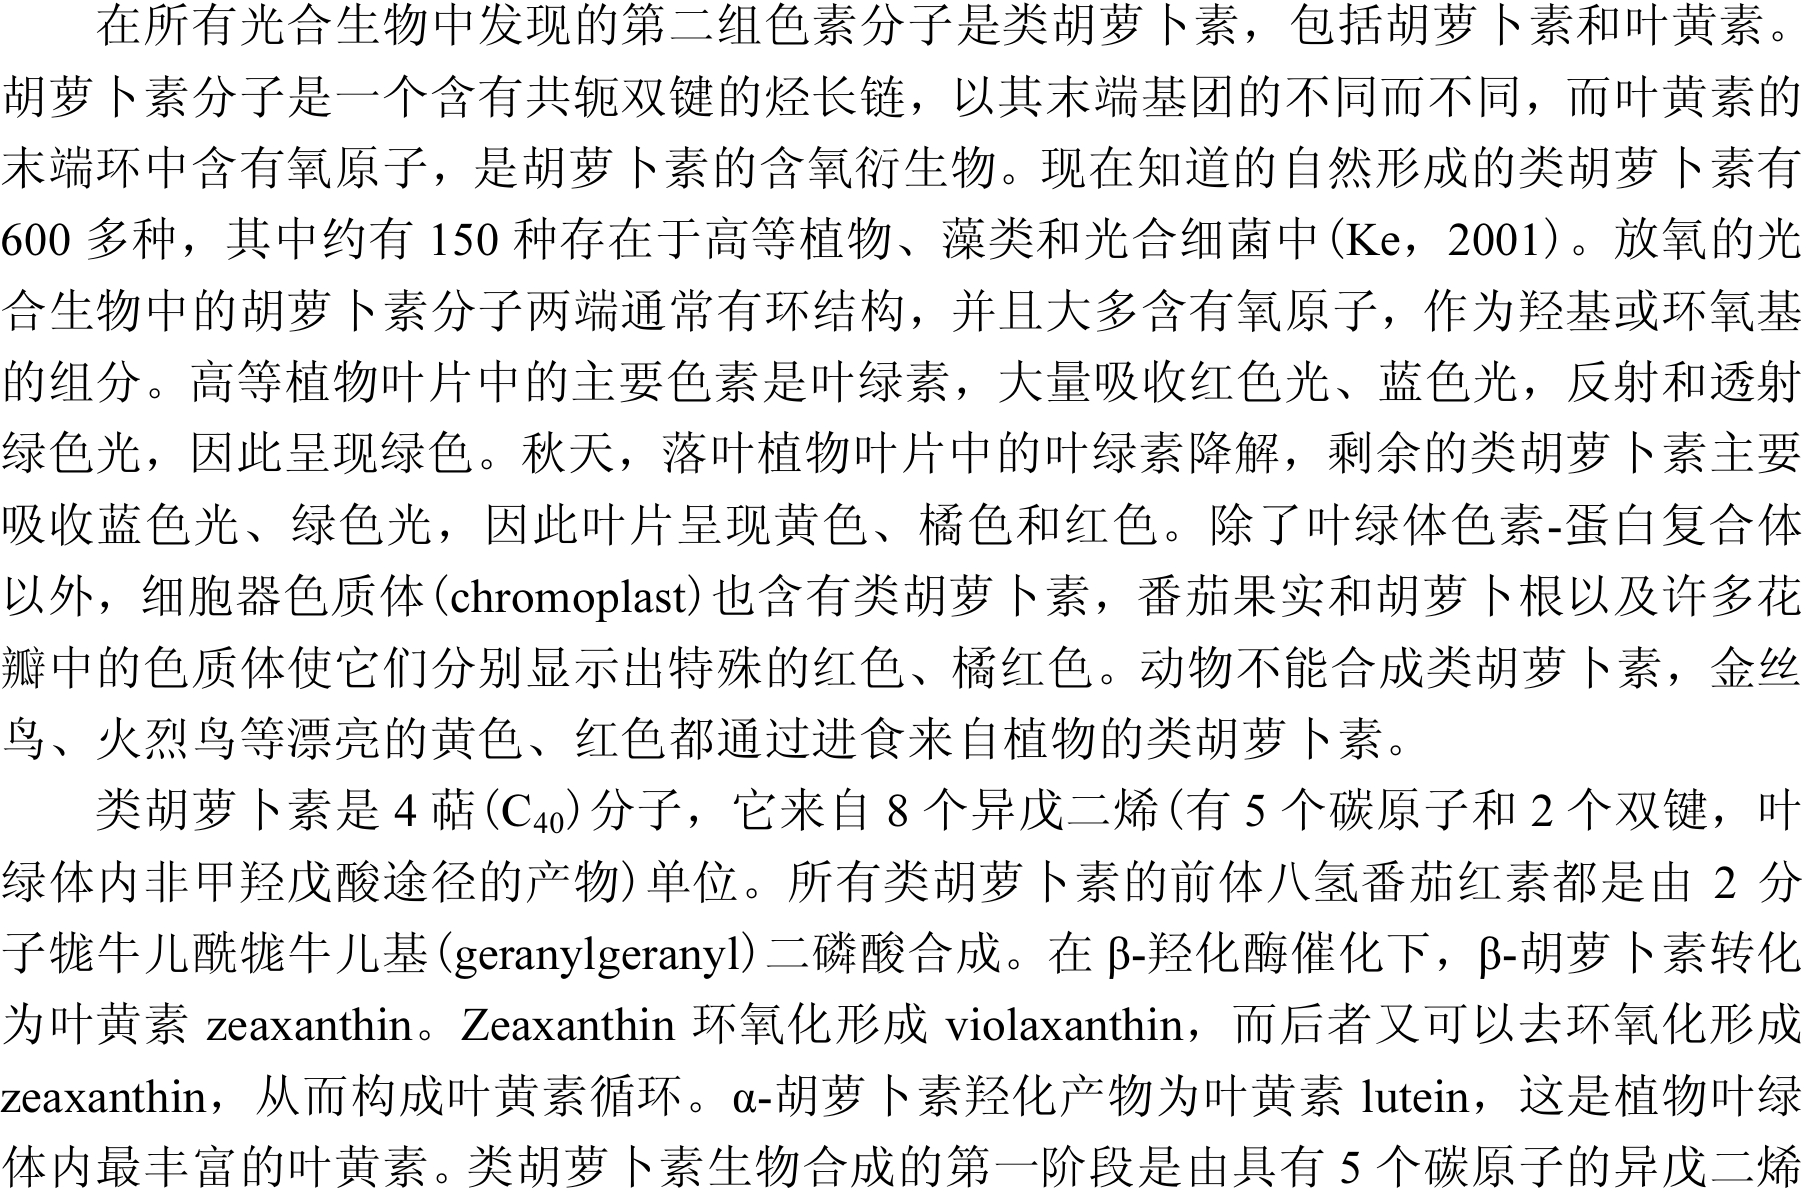 在所有光合生物中发现的第二组色素分子是类胡萝卜素，包括胡萝卜素和叶黄素。
胡萝卜素分子是一个含有共轭双键的烃长链，以其末端基团的不同而不同，而叶黄素的
末端环中含有氧原子，是胡萝卜素的含氧衍生物。现在知道的自然形成的类胡萝卜素有
600 多种，其中约有 150 种存在于高等植物、藻类和光合细菌中(Ke，2001)。放氧的光
合生物中的胡萝卜素分子两端通常有环结构，并且大多含有氧原子，作为羟基或环氧基
的组分。高等植物叶片中的主要色素是叶绿素，大量吸收红色光、蓝色光，反射和透射
绿色光，因此呈现绿色。秋天，落叶植物叶片中的叶绿素降解，剩余的类胡萝卜素主要
吸收蓝色光、绿色光，因此叶片呈现黄色、橘色和红色。除了叶绿体色素-蛋白复合体
以外，细胞器色质体(chromoplast)也含有类胡萝卜素，番茄果实和胡萝卜根以及许多花
瓣中的色质体使它们分别显示出特殊的红色、橘红色。动物不能合成类胡萝卜素，金丝
鸟、火烈鸟等漂亮的黄色、红色都通过进食来自植物的类胡萝卜素。
类胡萝卜素是 4 萜(C₄₀)分子，它来自 8 个异戊二烯(有 5 个碳原子和 2 个双键，叶
绿体内非甲羟戊酸途径的产物)单位。所有类胡萝卜素的前体八氢番茄红素都是由 2 分
子牻牛儿酰牻牛儿基(geranylgeranyl)二磷酸合成。在 β-羟化酶催化下，β-胡萝卜素转化
为叶黄素 zeaxanthin。Zeaxanthin 环氧化形成 violaxanthin，而后者又可以去环氧化形成
zeaxanthin，从而构成叶黄素循环。α-胡萝卜素羟化产物为叶黄素 lutein，这是植物叶绿
体内最丰富的叶黄素。类胡萝卜素生物合成的第一阶段是由具有 5 个碳原子的异戊二烯